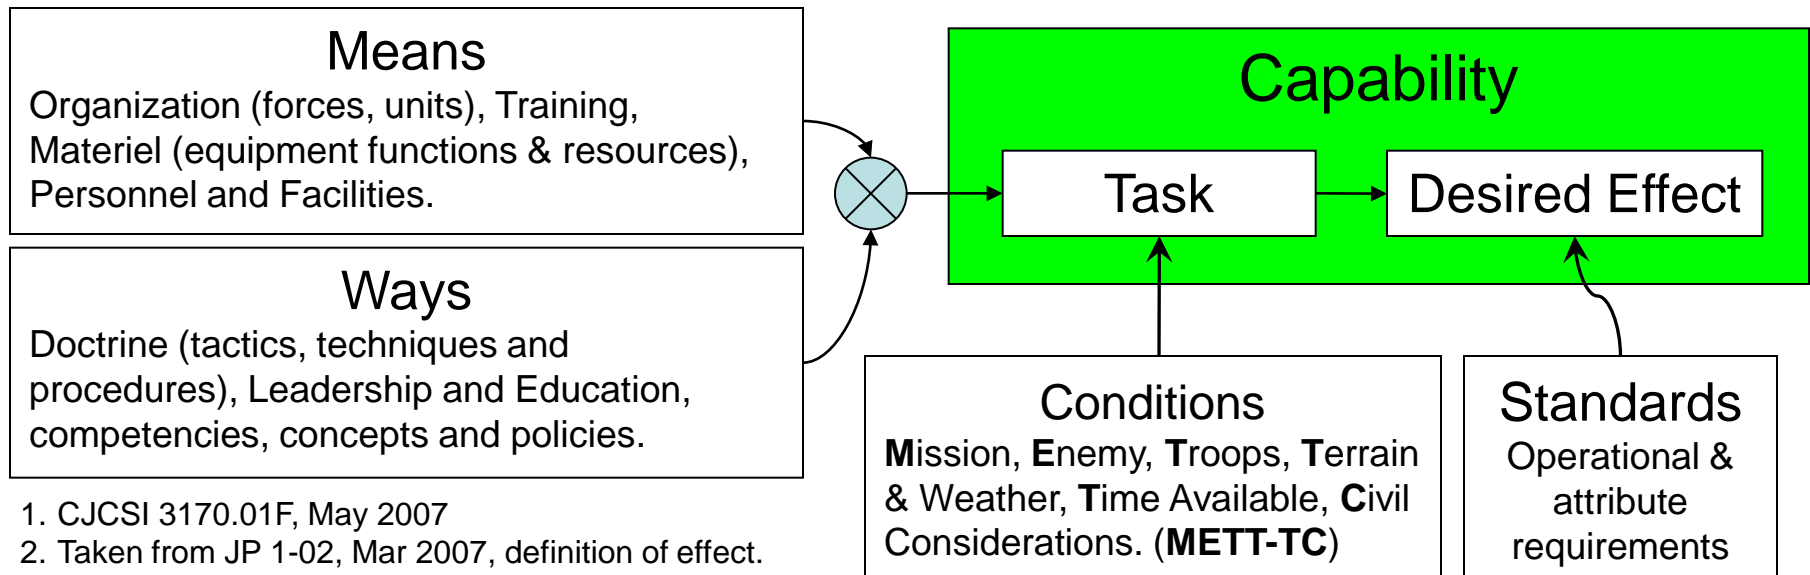 Means
Organization (forces, units), Training,
Materiel (equipment functions & resources),
Personnel and Facilities.
Ways
Doctrine (tactics, techniques and
procedures), Leadership and Education,
competencies, concepts and policies.
1. CJCSI 3170.01F, May 2007
2. Taken from JP 1-02, Mar 2007, definition of effect.
Capability
Task
Desired Effect
Conditions
Mission, Enemy, Troops, Terrain
& Weather, Time Available, Civil
Considerations. (METT-TC)
Standards
Operational &
attribute
requirements